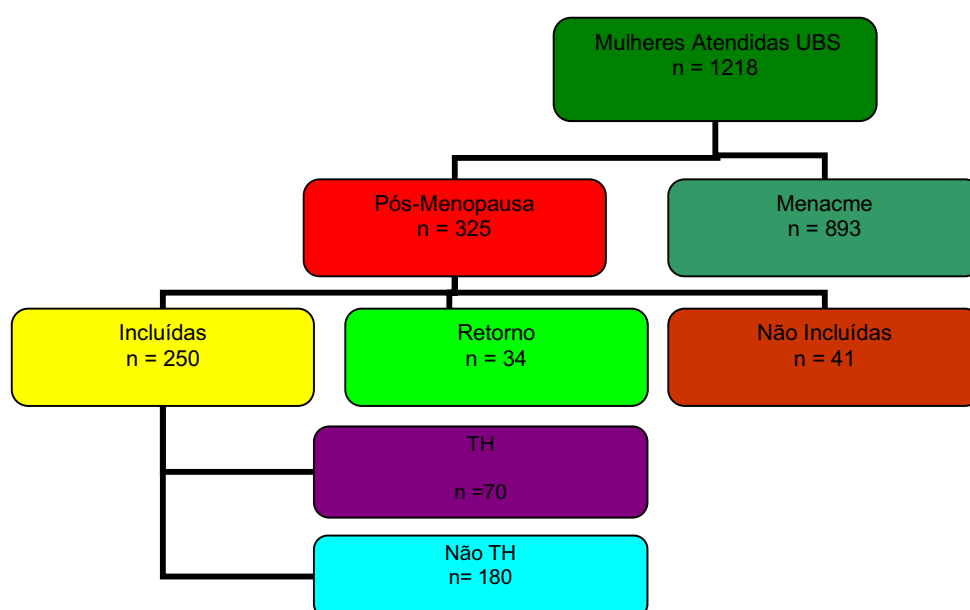 Mulheres Atendidas UBS
n = 1218
Pós-Menopausa
n = 325
Menacme
n = 893
Incluídas
n = 250
Retorno
n = 34
Não Incluídas
n = 41
TH
n =70
Não TH
n= 180